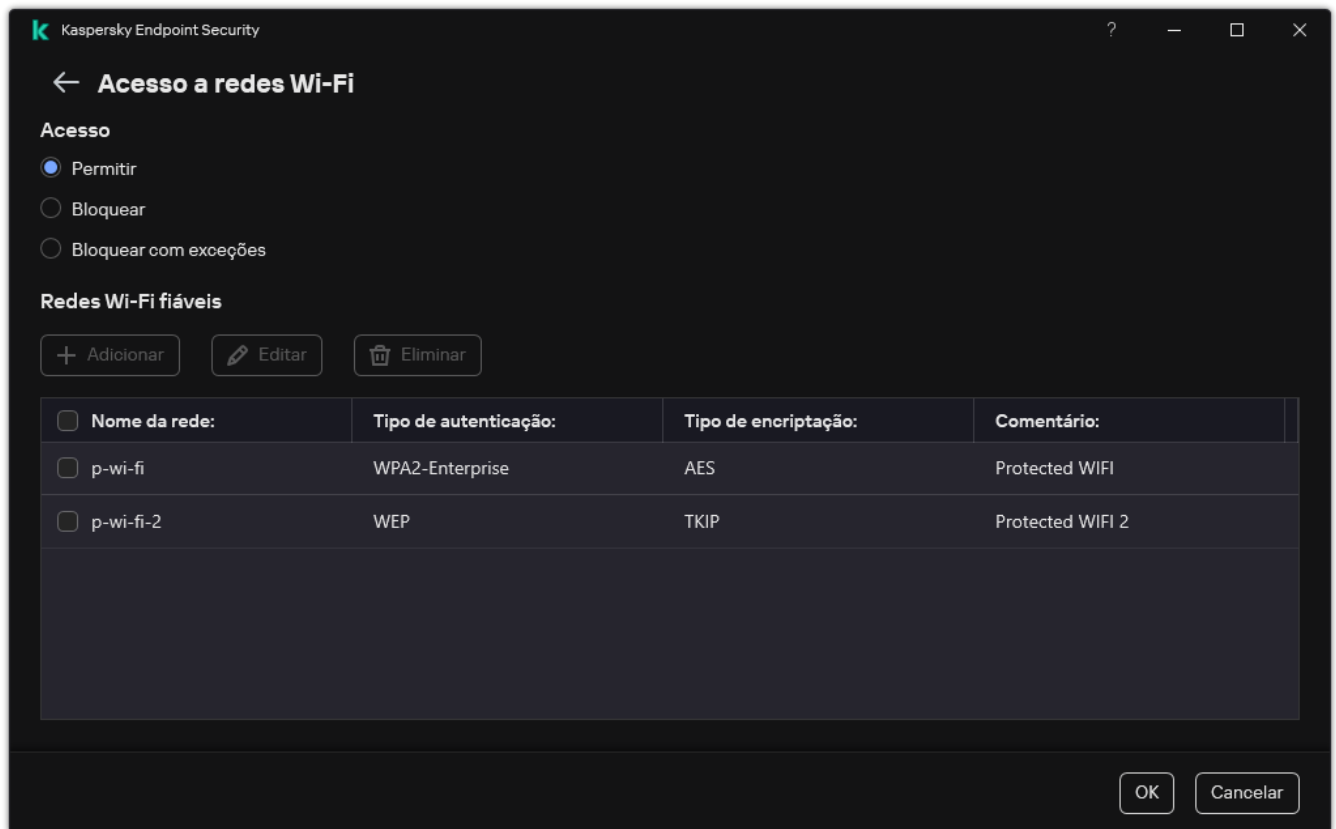 Kaspersky Endpoint Security ?
Acesso a redes Wi-Fi
Acesso
Permitir
Bloquear
Bloquear com exceções
Redes Wi-Fi fiáveis
Adicionar Editar Eliminar
Nome da rede: Tipo de autenticação: Tipo de encriptação: Comentário:
p-wi-fi WPA2-Enterprise AES Protected WIFI
p-wi-fi-2 WEP TKIP Protected WIFI 2
OK Cancelar